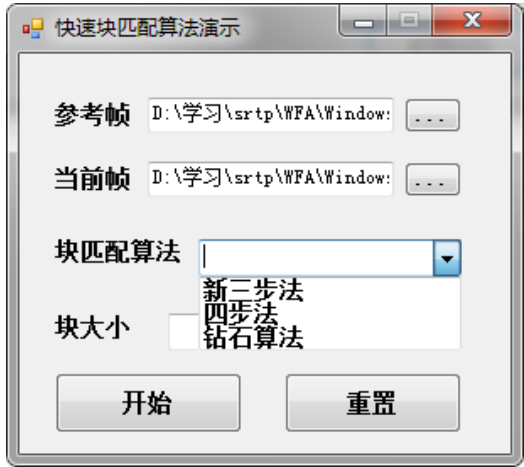 快速块匹配算法演示
参考帧 D:\学习\srtp\WFA\Window: ...
当前帧 D:\学习\srtp\WFA\Window: ...
块匹配算法
新三步法
四步法
钻石算法
块大小
开始 重置